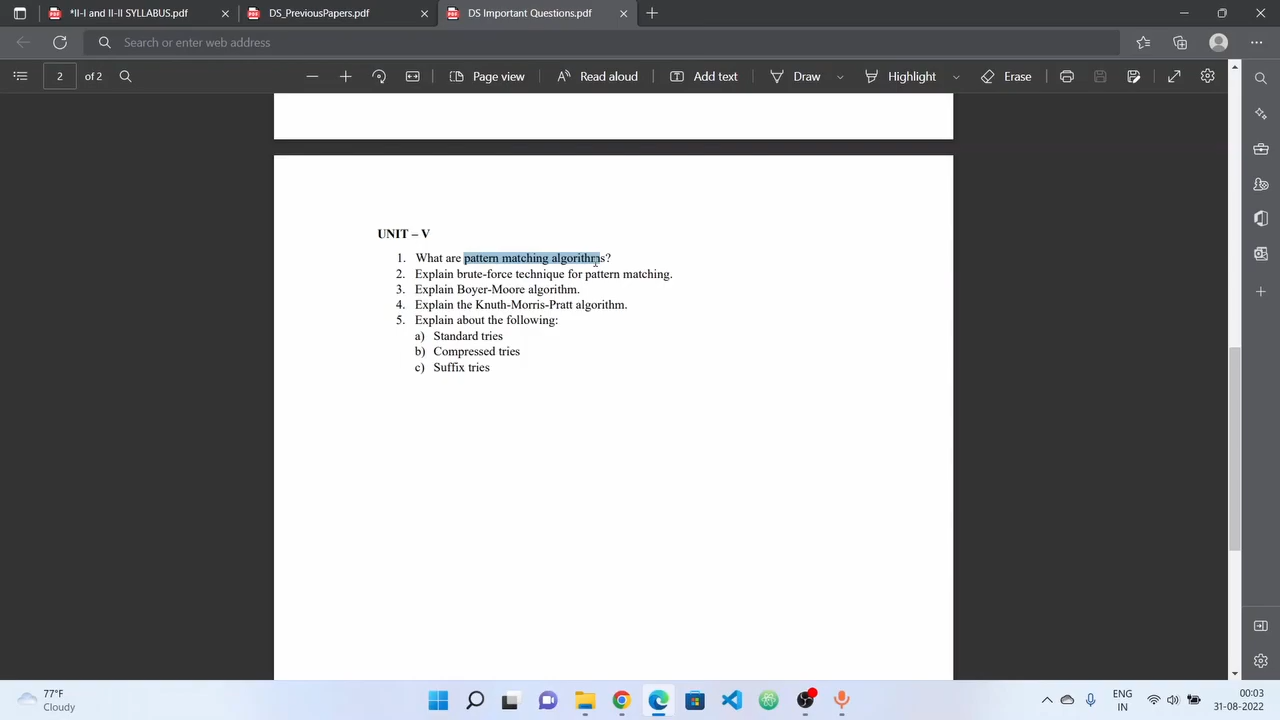 *II-I and II-II SYLLABUS.pdf
DS_PreviousPapers.pdf
DS Important Questions.pdf
Search or enter web address
2 of 2
Page view
Read aloud
Add text
Draw
Highlight
Erase
UNIT – V
1. What are pattern matching algorithms?
2. Explain brute-force technique for pattern matching.
3. Explain Boyer-Moore algorithm.
4. Explain the Knuth-Morris-Pratt algorithm.
5. Explain about the following:
a) Standard tries
b) Compressed tries
c) Suffix tries
77°F
Cloudy
ENG
IN
00:03
31-08-2022